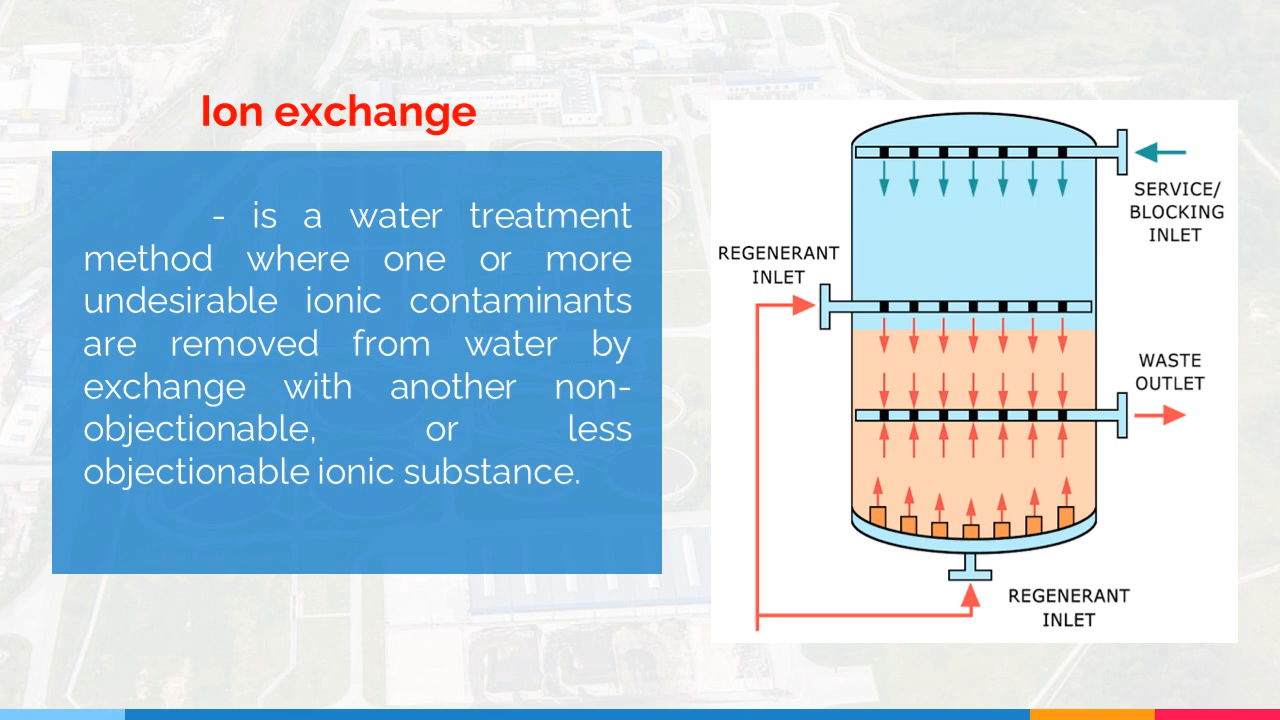 Ion exchange
- is a water treatment
method where one or more
undesirable ionic contaminants
are removed from water by
exchange with another non-
objectionable, or less
objectionable ionic substance.
SERVICE/
BLOCKING
INLET
REGENERANT
INLET
WASTE
OUTLET
REGENERANT
INLET